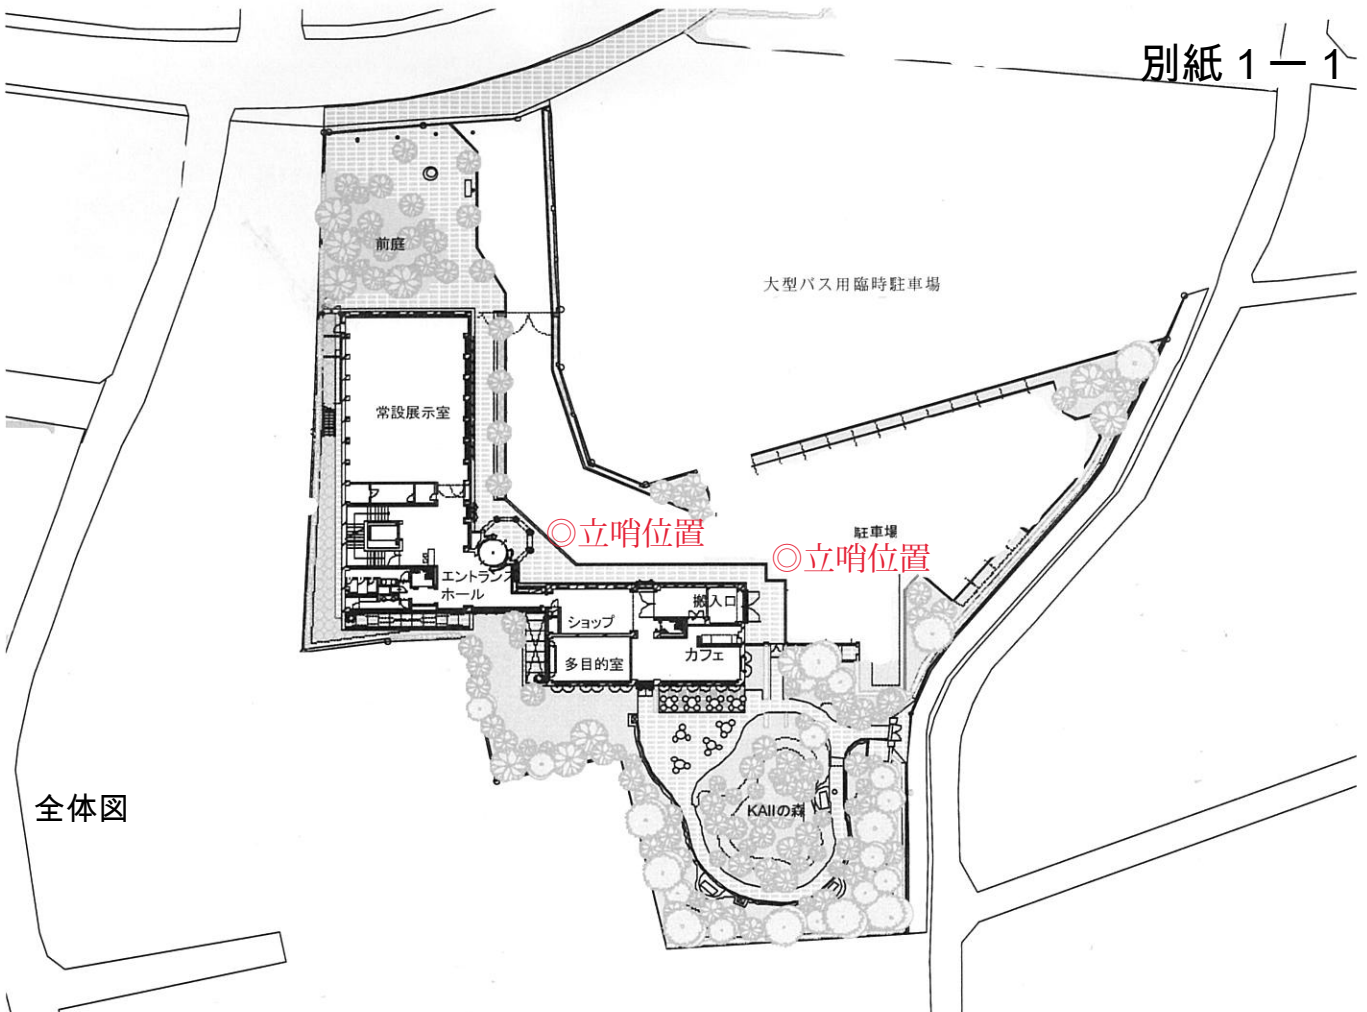 別紙1－1
前庭
大型バス用臨時駐車場
常設展示室
◎立哨位置
駐車場
◎立哨位置
エントランス
ホール
搬入口
ショップ
カフェ
多目的室
KAIIの森
全体図